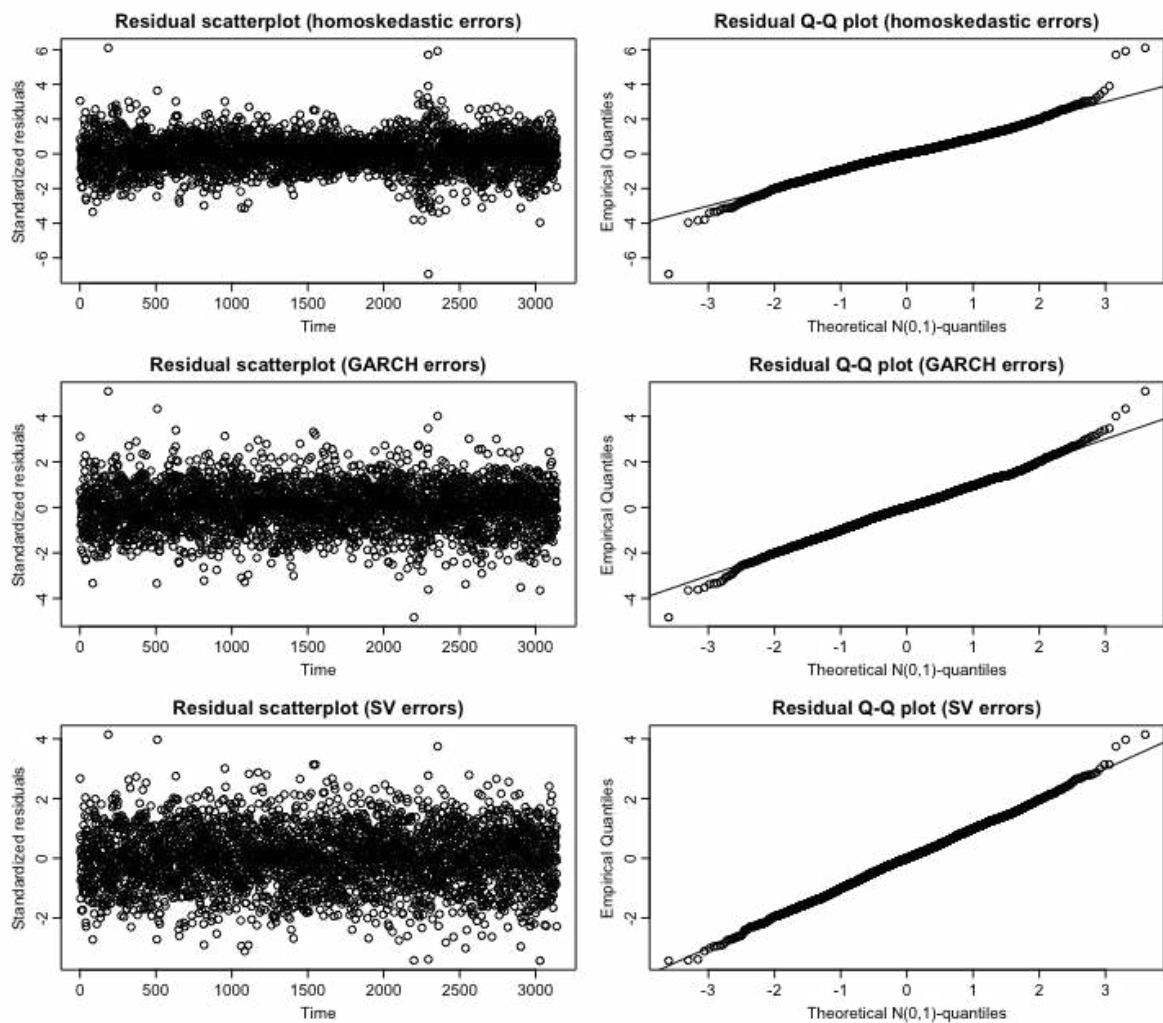 Residual scatterplot (homoskedastic errors)
Standardized residuals
6
4
2
0
-2
-4
-6
0 500 1000 1500 2000 2500 3000
Time
Residual Q-Q plot (homoskedastic errors)
Empirical Quantiles
6
4
2
0
-2
-4
-6
-3 -2 -1 0 1 2 3
Theoretical N(0,1)-quantiles
Residual scatterplot (GARCH errors)
Standardized residuals
4
2
0
-2
-4
0 500 1000 1500 2000 2500 3000
Time
Residual Q-Q plot (GARCH errors)
Empirical Quantiles
4
2
0
-2
-4
-3 -2 -1 0 1 2 3
Theoretical N(0,1)-quantiles
Residual scatterplot (SV errors)
Standardized residuals
4
2
0
-2
0 500 1000 1500 2000 2500 3000
Time
Residual Q-Q plot (SV errors)
Empirical Quantiles
4
2
0
-2
-3 -2 -1 0 1 2 3
Theoretical N(0,1)-quantiles